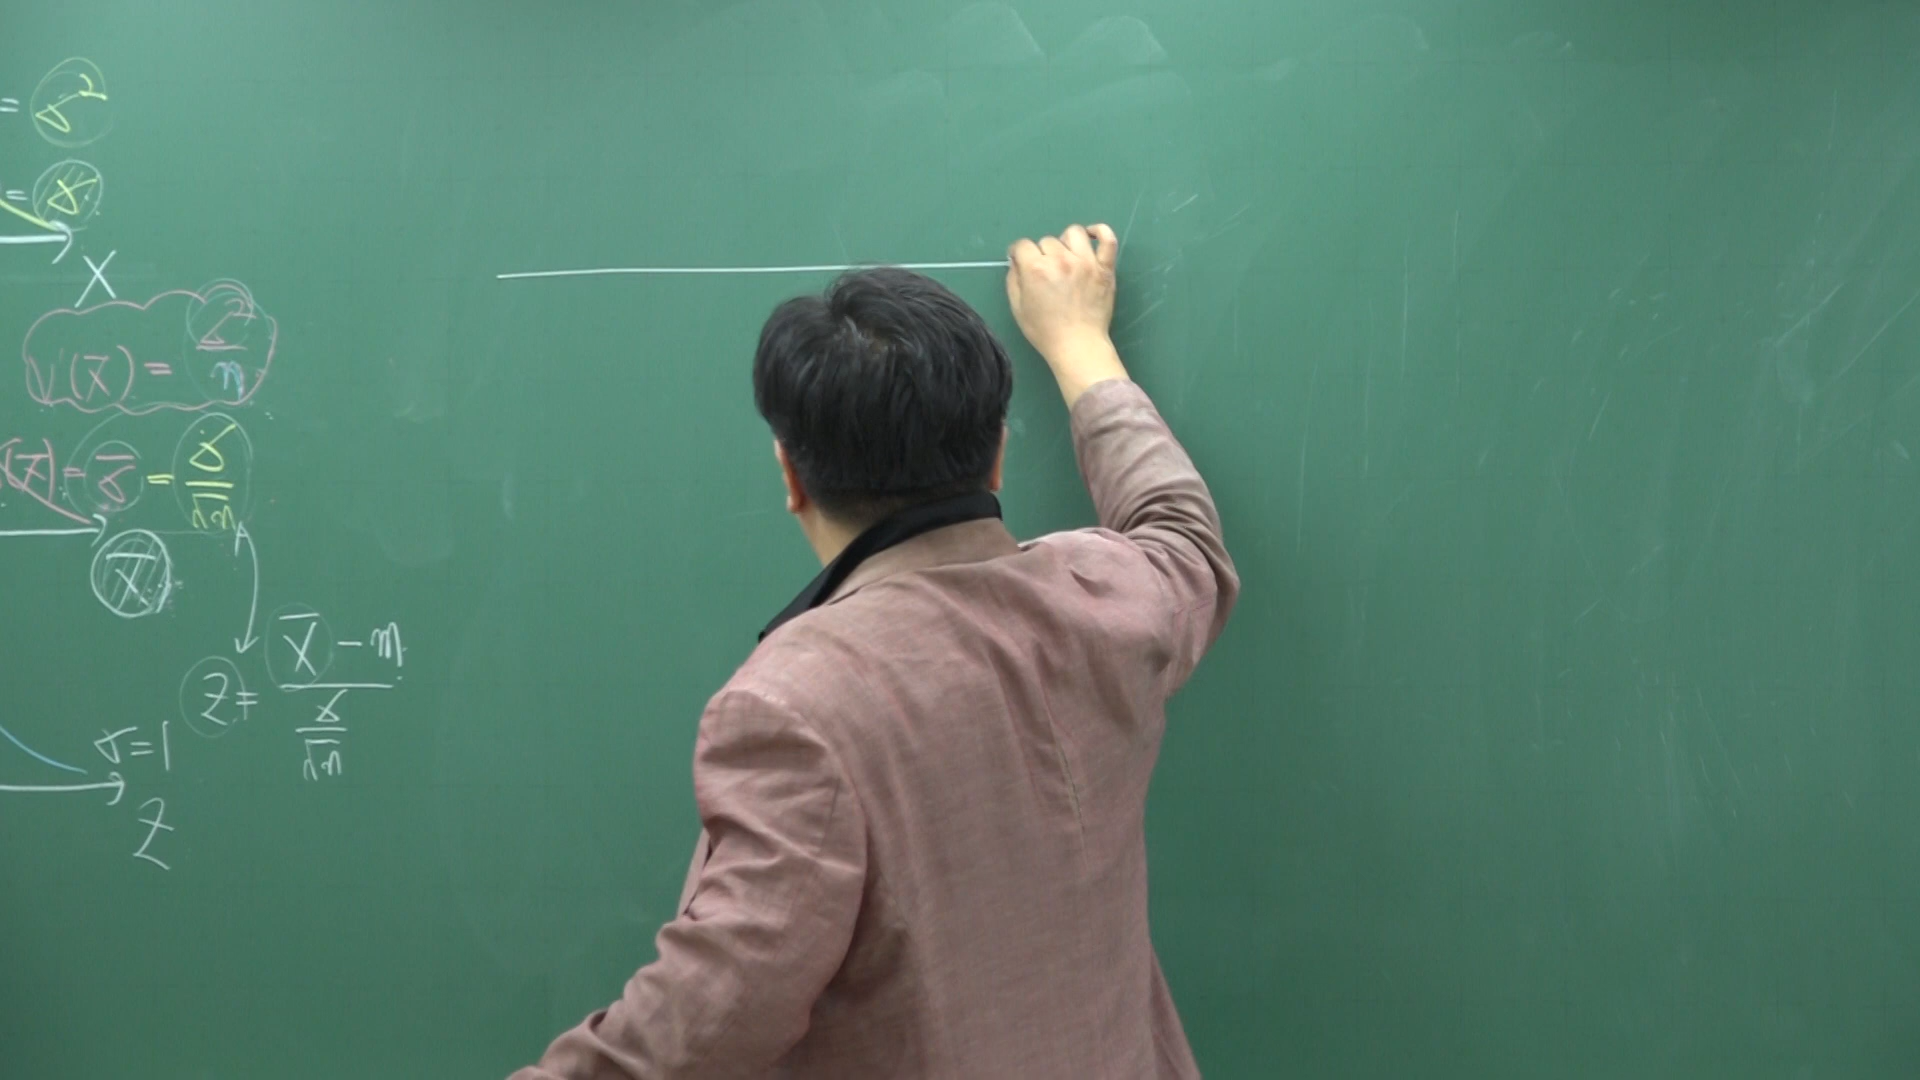 = σ²
= σ
X
V(X̄) = σ²/n
σ(X̄) = σ = σ/√n
X̄
Z = (X̄ - m)/(σ/√n)
σ = 1
Z